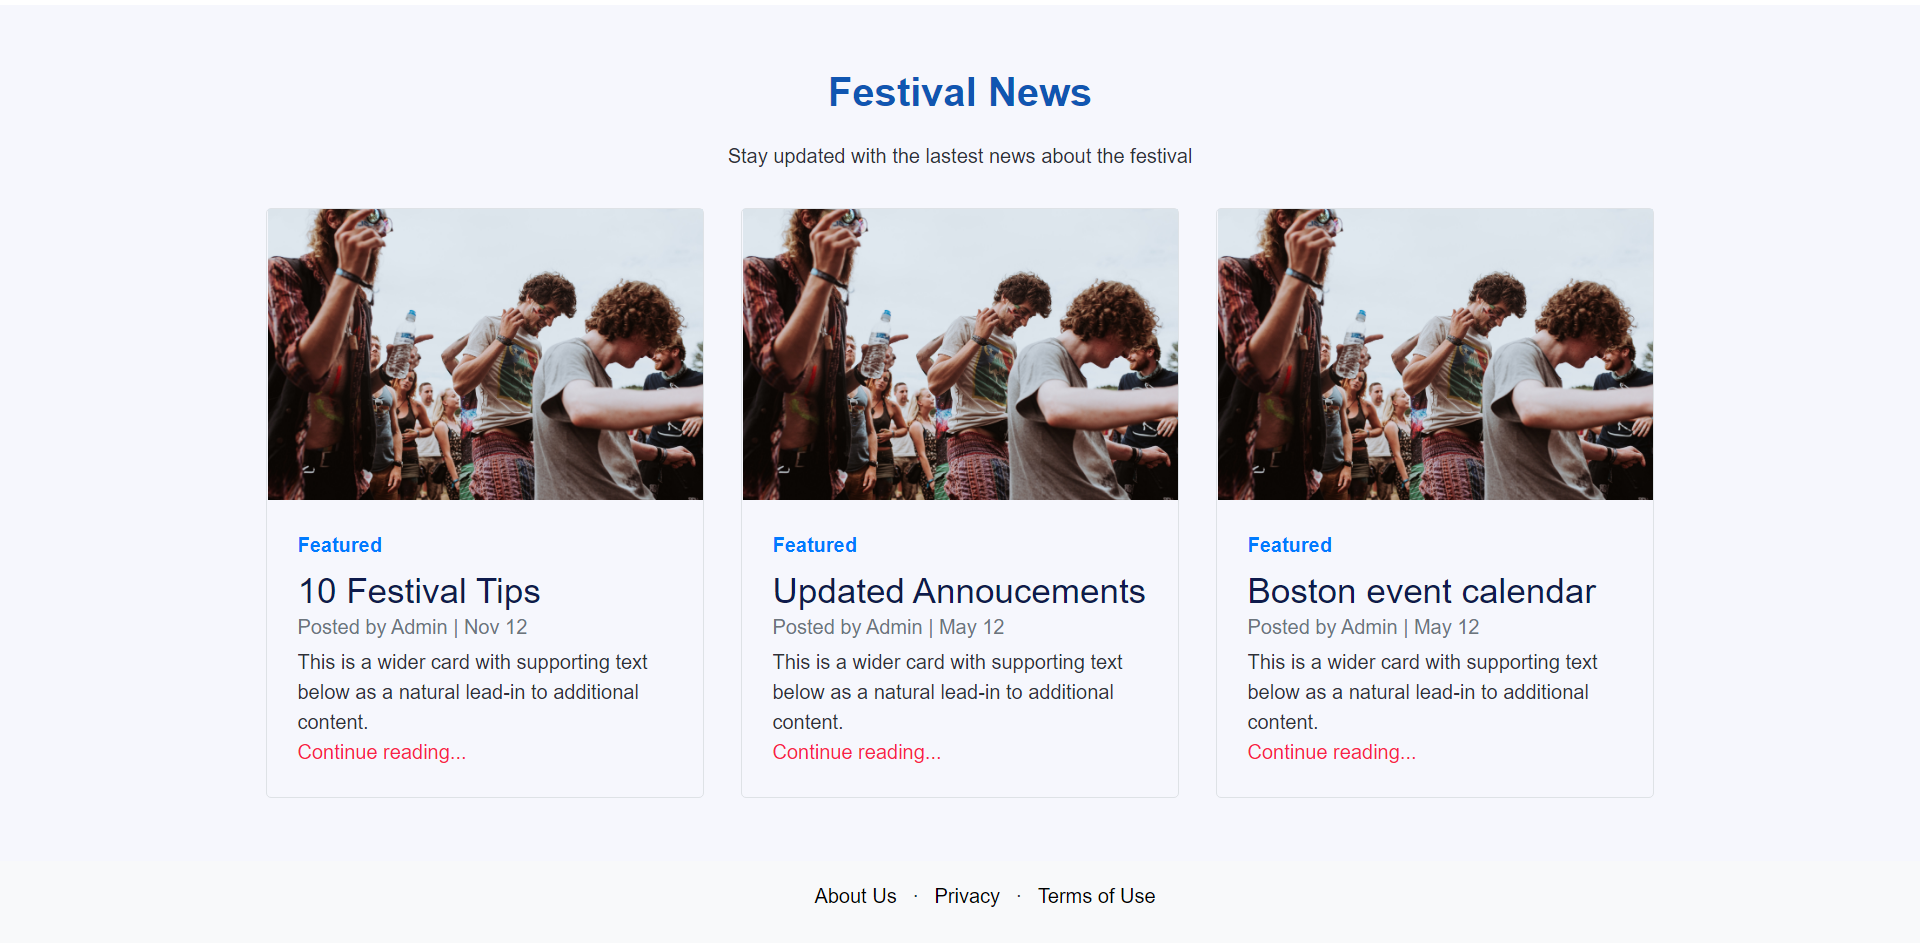 Festival News
Stay updated with the lastest news about the festival
Featured
10 Festival Tips
Posted by Admin | Nov 12
This is a wider card with supporting text
below as a natural lead-in to additional
content.
Continue reading...
Featured
Updated Annoucements
Posted by Admin | May 12
This is a wider card with supporting text
below as a natural lead-in to additional
content.
Continue reading...
Featured
Boston event calendar
Posted by Admin | May 12
This is a wider card with supporting text
below as a natural lead-in to additional
content.
Continue reading...
About Us · Privacy · Terms of Use